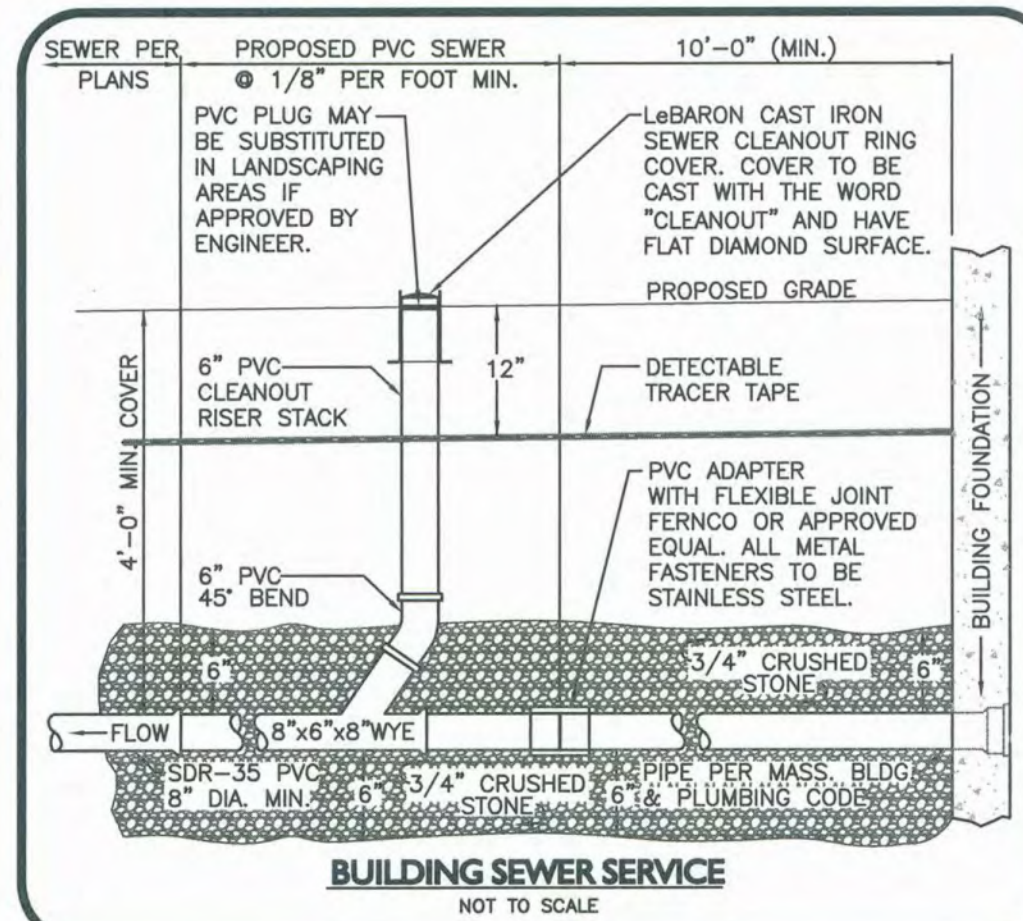 SEWER PER
PLANS
PROPOSED PVC SEWER
@ 1/8" PER FOOT MIN.
10'-0" (MIN.)
PVC PLUG MAY
BE SUBSTITUTED
IN LANDSCAPING
AREAS IF
APPROVED BY
ENGINEER.
LeBARON CAST IRON
SEWER CLEANOUT RING
COVER. COVER TO BE
CAST WITH THE WORD
"CLEANOUT" AND HAVE
FLAT DIAMOND SURFACE.
PROPOSED GRADE
4'-0" MIN. COVER
6" PVC
CLEANOUT
RISER STACK
12"
DETECTABLE
TRACER TAPE
PVC ADAPTER
WITH FLEXIBLE JOINT
FERNCO OR APPROVED
EQUAL. ALL METAL
FASTENERS TO BE
STAINLESS STEEL.
BUILDING FOUNDATION
6" PVC
45° BEND
6"
3/4" CRUSHED
STONE
6"
FLOW
8"x6"x8"WYE
SDR-35 PVC
8" DIA. MIN.
6"
3/4" CRUSHED
STONE
6"
PIPE PER MASS. BLDG.
& PLUMBING CODE
BUILDING SEWER SERVICE
NOT TO SCALE